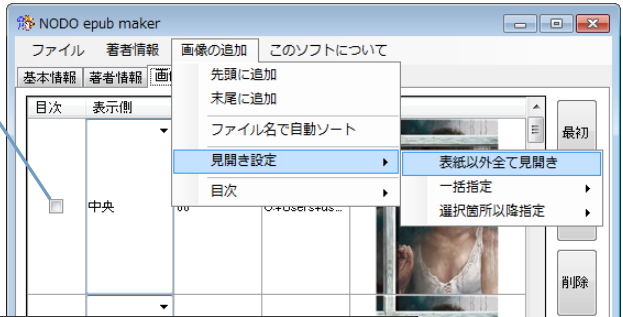 NODO epub maker
ファイル 著者情報 画像の追加 このソフトについて
基本情報 著者情報
目次 表示側
先頭に追加
末尾に追加
ファイル名で自動ソート
見開き設定
目次
表紙以外全て見開き
一括指定
選択箇所以降指定
中央
最初
削除